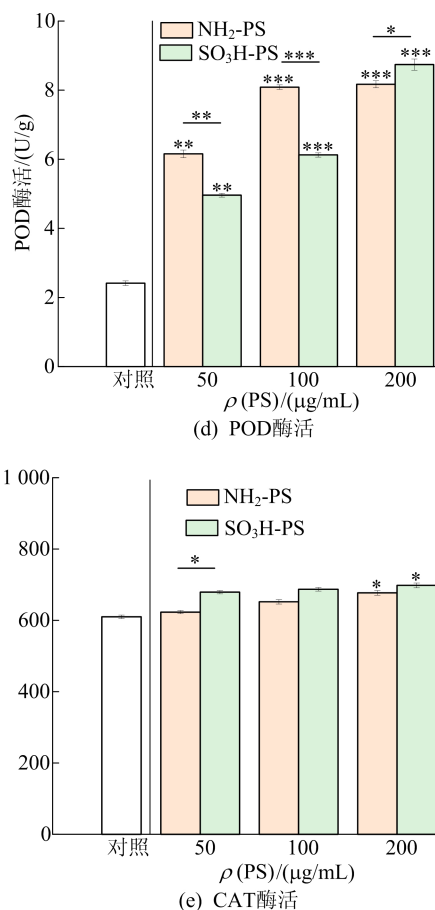 10
8
6
4
2
0
POD酶活/(U/g)
NH₂-PS
SO₃H-PS
** ** **
*** *** ***
* *** ***
对照 50 100 200
ρ (PS)/(μg/mL)
(d) POD酶活
1 000
800
600
400
200
0
NH₂-PS
SO₃H-PS
*
* *
对照 50 100 200
ρ (PS)/(μg/mL)
(e) CAT酶活